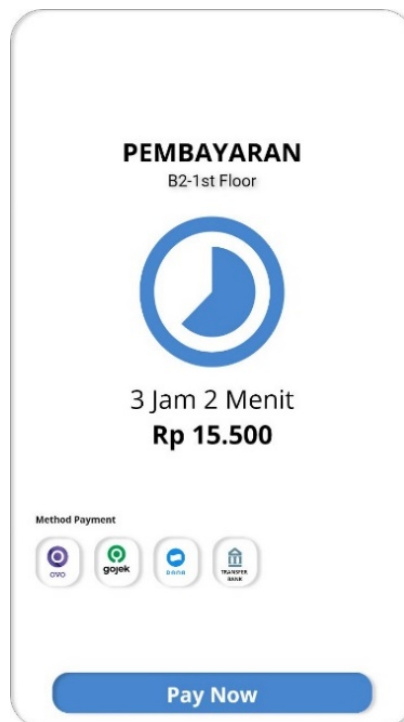 PEMBAYARAN
B2-1st Floor
3 Jam 2 Menit
Rp 15.500
Method Payment
OVO
gojek
DANA
TRANSFER
BANK
Pay Now